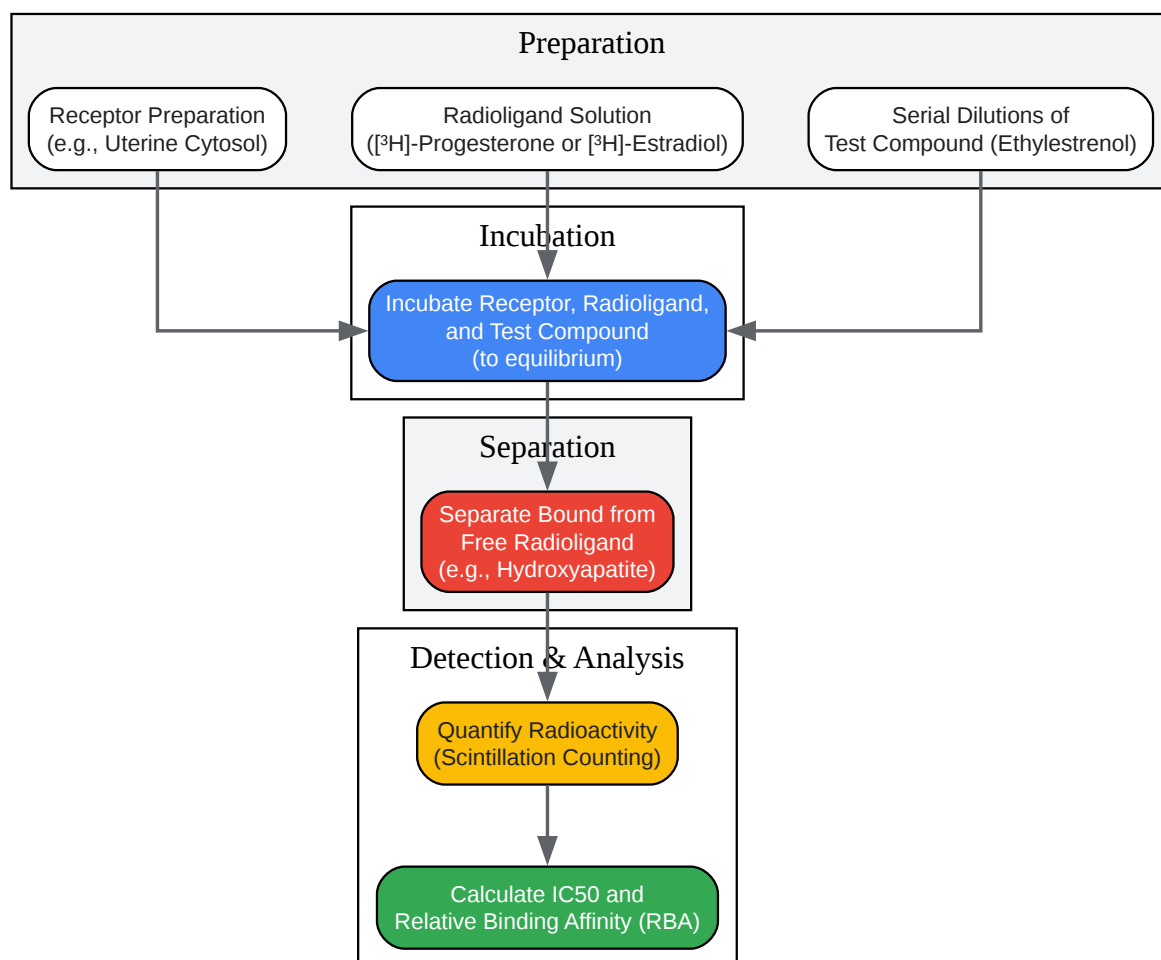 Preparation
Receptor Preparation
(e.g., Uterine Cytosol)
Radioligand Solution
([³H]-Progesterone or [³H]-Estradiol)
Serial Dilutions of
Test Compound (Ethylestrenol)
Incubation
Incubate Receptor, Radioligand,
and Test Compound
(to equilibrium)
Separation
Separate Bound from
Free Radioligand
(e.g., Hydroxyapatite)
Detection & Analysis
Quantify Radioactivity
(Scintillation Counting)
Calculate IC50 and
Relative Binding Affinity (RBA)